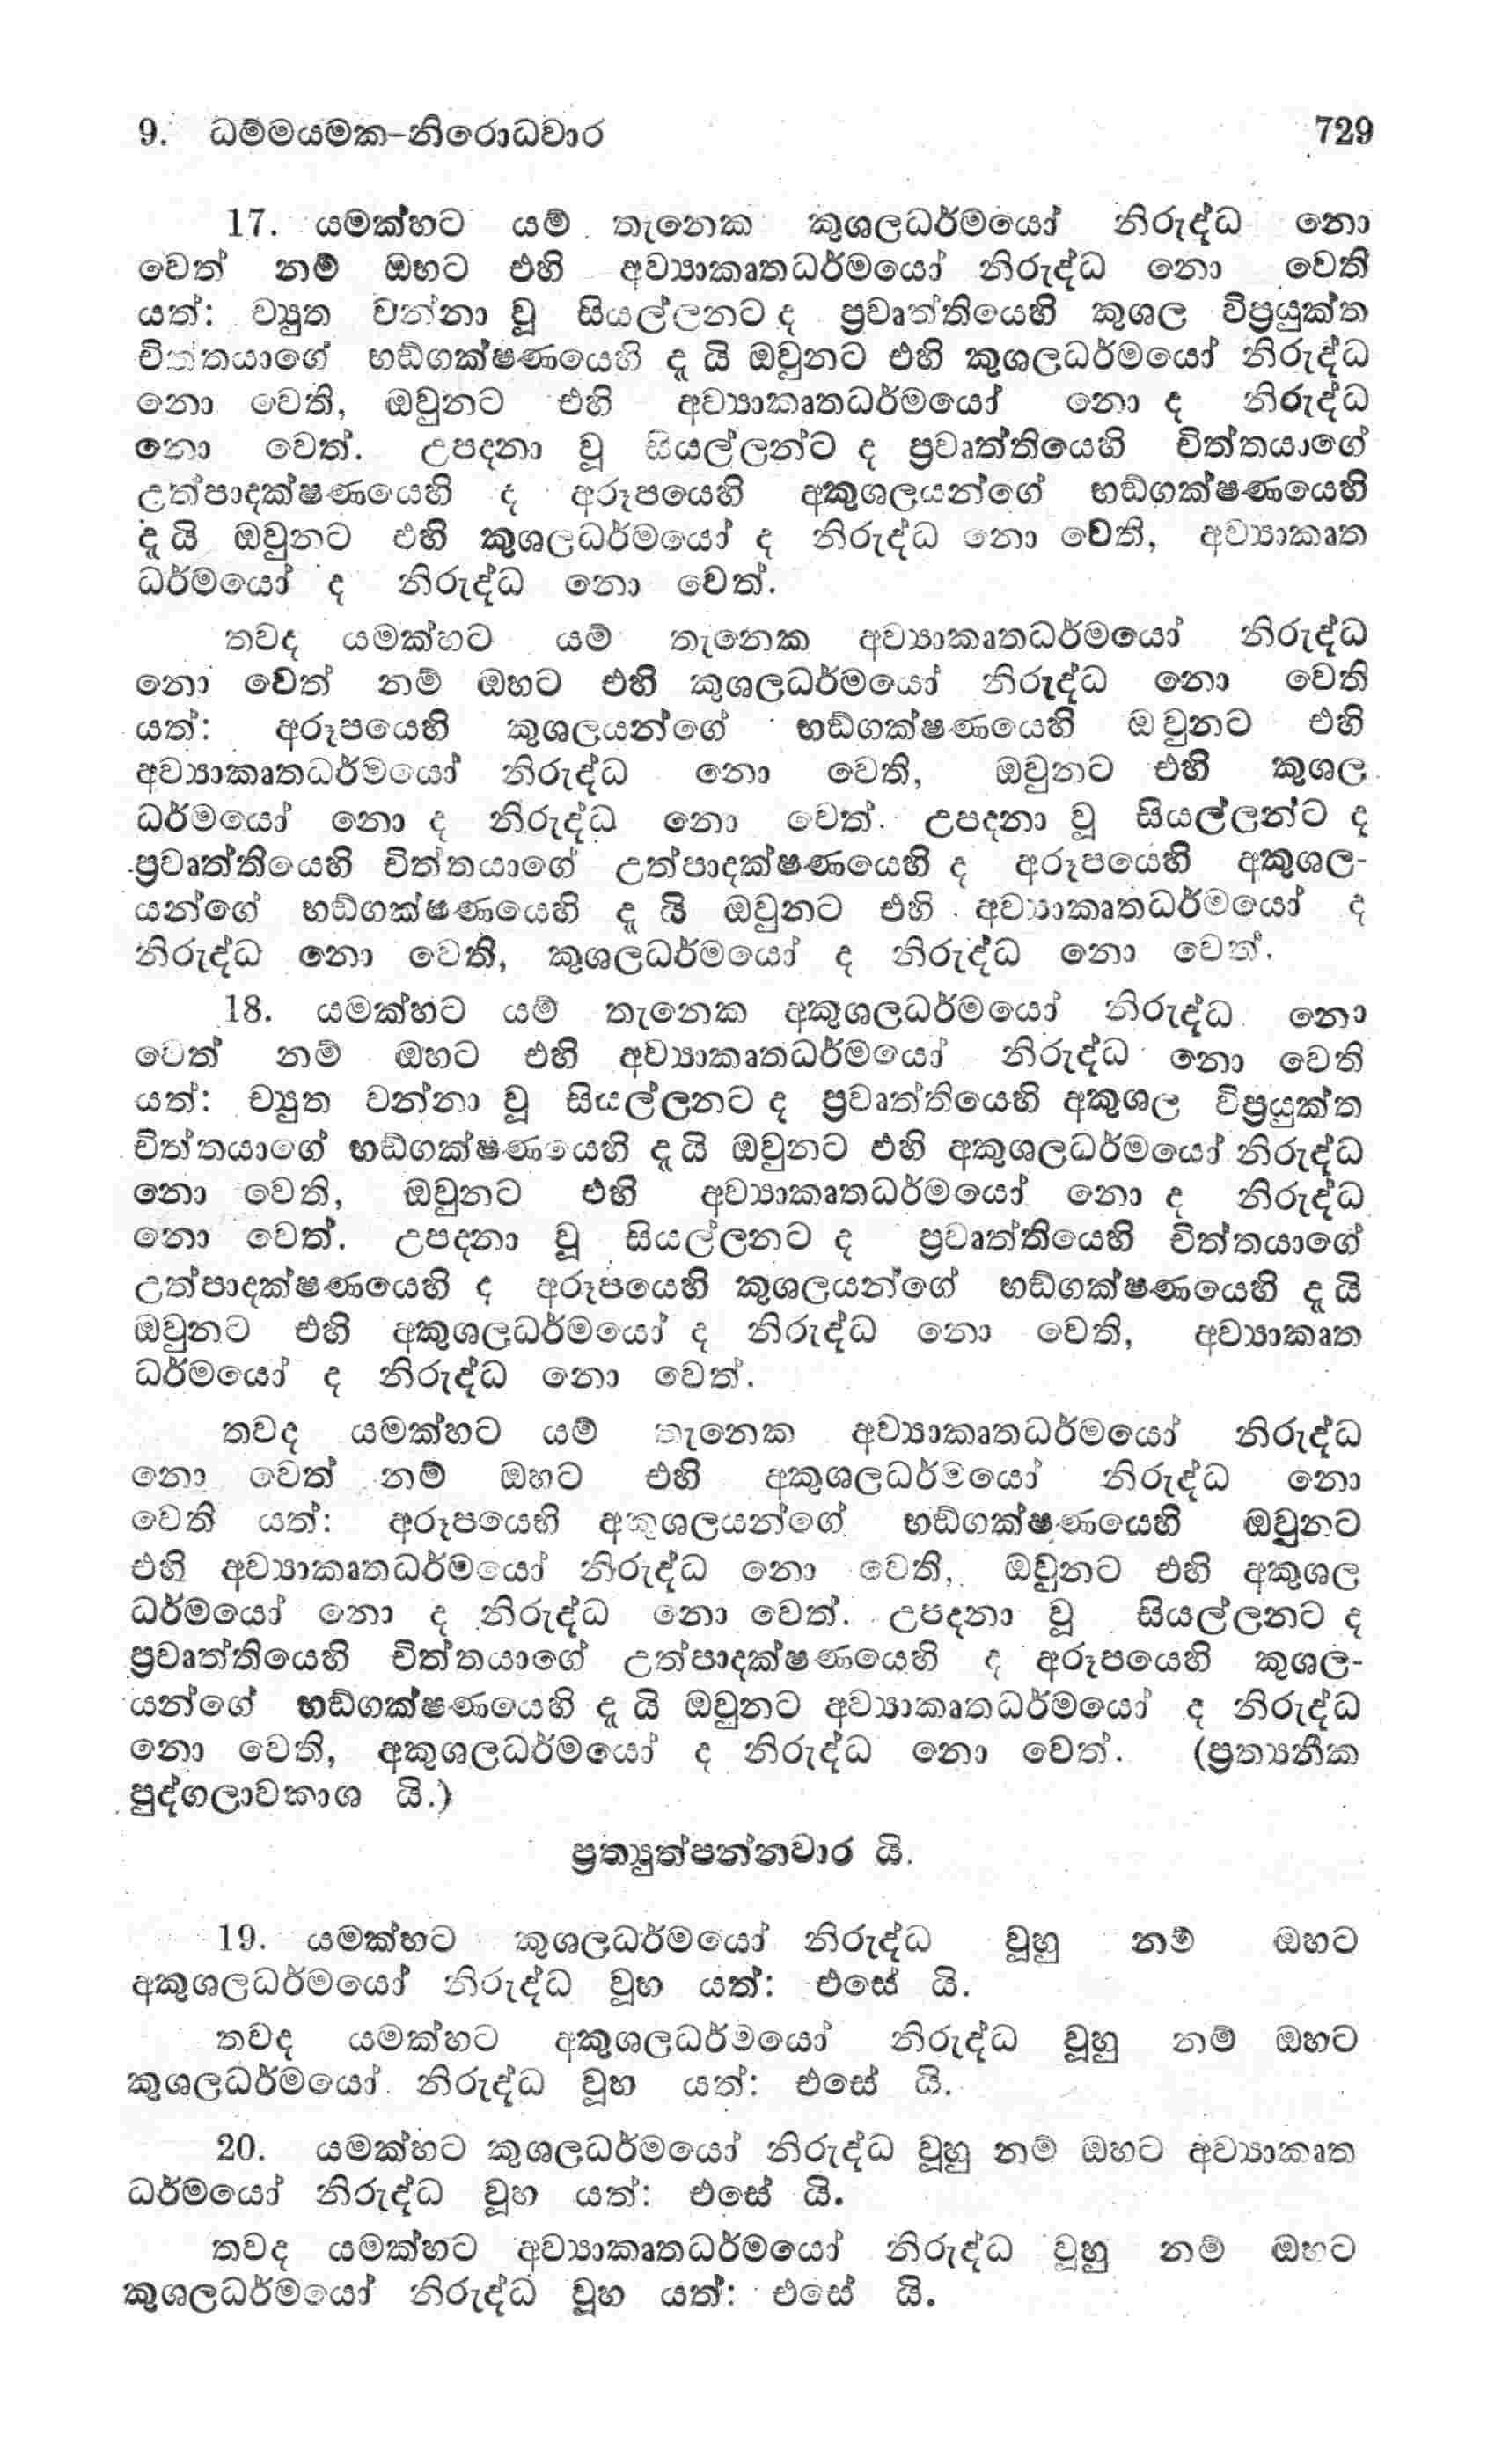 9. ධම්මයමක-නිරොධවාර 729
17. යමක්හට යම් තැනෙක කුශලධර්මයෝ නිරුද්ධ නො
වෙත් නම් ඔහට එහි අව්‍යාකෘතධර්මයෝ නිරුද්ධ නො වෙති
යත්: ච්‍යුත වන්නා වූ සියල්ලනට ද ප්‍රවෘත්තියෙහි කුශල විප්‍රයුක්ත
චිත්තයාගේ භඞ්ගක්ෂණයෙහි දැ යි ඔවුනට එහි කුශලධර්මයෝ නිරුද්ධ
නො වෙති, ඔවුනට එහි අව්‍යාකෘතධර්මයෝ නො ද නිරුද්ධ
නො වෙත්. උපදනා වූ සියල්ලන්ට ද ප්‍රවෘත්තියෙහි චිත්තයාගේ
උත්පාදක්ෂණයෙහි ද අරූපයෙහි අකුශලයන්ගේ භඞ්ගක්ෂණයෙහි
දැ යි ඔවුනට එහි කුශලධර්මයෝ ද නිරුද්ධ නො වෙති, අව්‍යාකෘත
ධර්මයෝ ද නිරුද්ධ නො වෙත්.
තවද යමක්හට යම් තැනෙක අව්‍යාකෘතධර්මයෝ නිරුද්ධ
නො වෙත් නම් ඔහට එහි කුශලධර්මයෝ නිරුද්ධ නො වෙති
යත්: අරූපයෙහි කුශලයන්ගේ භඞ්ගක්ෂණයෙහි ඔවුනට එහි
අව්‍යාකෘතධර්මයෝ නිරුද්ධ නො වෙති, ඔවුනට එහි කුශල
ධර්මයෝ නො ද නිරුද්ධ නො වෙත්. උපදනා වූ සියල්ලන්ට ද
ප්‍රවෘත්තියෙහි චිත්තයාගේ උත්පාදක්ෂණයෙහි ද අරූපයෙහි අකුශල-
යන්ගේ භඞ්ගක්ෂණයෙහි දැ යි ඔවුනට එහි අව්‍යාකෘතධර්මයෝ ද
නිරුද්ධ නො වෙති, කුශලධර්මයෝ ද නිරුද්ධ නො වෙත්.
18. යමක්හට යම් තැනෙක අකුශලධර්මයෝ නිරුද්ධ නො
වෙත් නම් ඔහට එහි අව්‍යාකෘතධර්මයෝ නිරුද්ධ නො වෙති
යත්: ච්‍යුත වන්නා වූ සියල්ලනට ද ප්‍රවෘත්තියෙහි අකුශල විප්‍රයුක්ත
චිත්තයාගේ භඞ්ගක්ෂණයෙහි දැ යි ඔවුනට එහි අකුශලධර්මයෝ නිරුද්ධ
නො වෙති, ඔවුනට එහි අව්‍යාකෘතධර්මයෝ නො ද නිරුද්ධ
නො වෙත්. උපදනා වූ සියල්ලනට ද ප්‍රවෘත්තියෙහි චිත්තයාගේ
උත්පාදක්ෂණයෙහි ද අරූපයෙහි කුශලයන්ගේ භඞ්ගක්ෂණයෙහි දැ යි
ඔවුනට එහි අකුශලධර්මයෝ ද නිරුද්ධ නො වෙති, අව්‍යාකෘත
ධර්මයෝ ද නිරුද්ධ නො වෙත්.
තවද යමක්හට යම් තැනෙක අව්‍යාකෘතධර්මයෝ නිරුද්ධ
නො වෙත් නම් ඔහට එහි අකුශලධර්මයෝ නිරුද්ධ නො
වෙති යත්: අරූපයෙහි අකුශලයන්ගේ භඞ්ගක්ෂණයෙහි ඔවුනට
එහි අව්‍යාකෘතධර්මයෝ නිරුද්ධ නො වෙති, ඔවුනට එහි අකුශල
ධර්මයෝ නො ද නිරුද්ධ නො වෙත්. උපදනා වූ සියල්ලනට ද
ප්‍රවෘත්තියෙහි චිත්තයාගේ උත්පාදක්ෂණයෙහි ද අරූපයෙහි කුශල-
යන්ගේ භඞ්ගක්ෂණයෙහි දැ යි ඔවුනට අව්‍යාකෘතධර්මයෝ ද නිරුද්ධ
නො වෙති, අකුශලධර්මයෝ ද නිරුද්ධ නො වෙත්. (ප්‍රත්‍යනීක
පුද්ගලාවකාශ යි.)
ප්‍රත්‍යුත්පන්නවාර යි.
19. යමක්හට කුශලධර්මයෝ නිරුද්ධ වූහු නම් ඔහට
අකුශලධර්මයෝ නිරුද්ධ වූහ යත්: එසේ යි.
තවද යමක්හට අකුශලධර්මයෝ නිරුද්ධ වූහු නම් ඔහට
කුශලධර්මයෝ නිරුද්ධ වූහ යත්: එසේ යි.
20. යමක්හට කුශලධර්මයෝ නිරුද්ධ වූහු නම් ඔහට අව්‍යාකෘත
ධර්මයෝ නිරුද්ධ වූහ යත්: එසේ යි.
තවද යමක්හට අව්‍යාකෘතධර්මයෝ නිරුද්ධ වූහු නම් ඔහට
කුශලධර්මයෝ නිරුද්ධ වූහ යත්: එසේ යි.